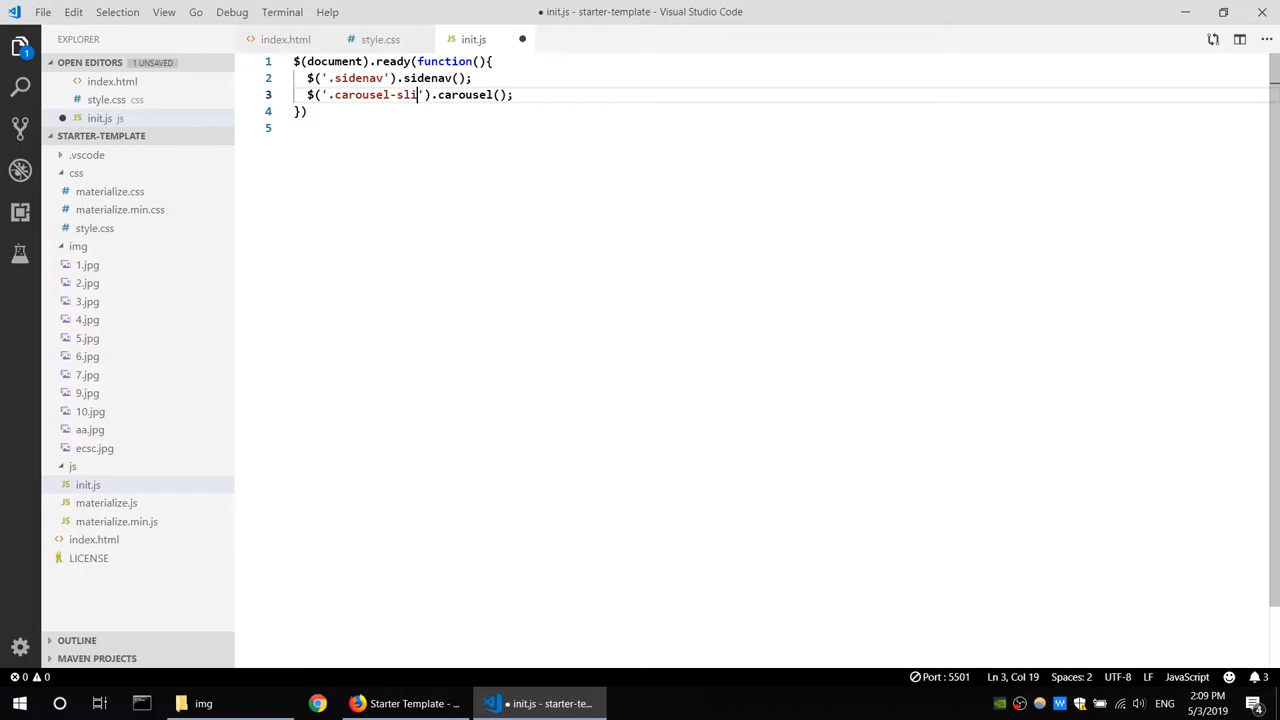 File Edit Selection View Go Debug Terminal Help
● init.js - starter-template - Visual Studio Code
EXPLORER
index.html
style.css
init.js
OPEN EDITORS 1 UNSAVED
index.html
style.css css
init.js js
STARTER-TEMPLATE
.vscode
css
materialize.css
materialize.min.css
style.css
img
1.jpg
2.jpg
3.jpg
4.jpg
5.jpg
6.jpg
7.jpg
9.jpg
10.jpg
aa.jpg
ecsc.jpg
js
init.js
materialize.js
materialize.min.js
index.html
LICENSE
OUTLINE
MAVEN PROJECTS
1 $(document).ready(function(){
2 $('.sidenav').sidenav();
3 $('.carousel-sli').carousel();
4 })
5
1
0 0
Port : 5501
Ln 3, Col 19
Spaces: 2
UTF-8
LF
JavaScript
3
img
Starter Template - ...
● init.js - starter-te...
ENG
2:09 PM
5/3/2019
4